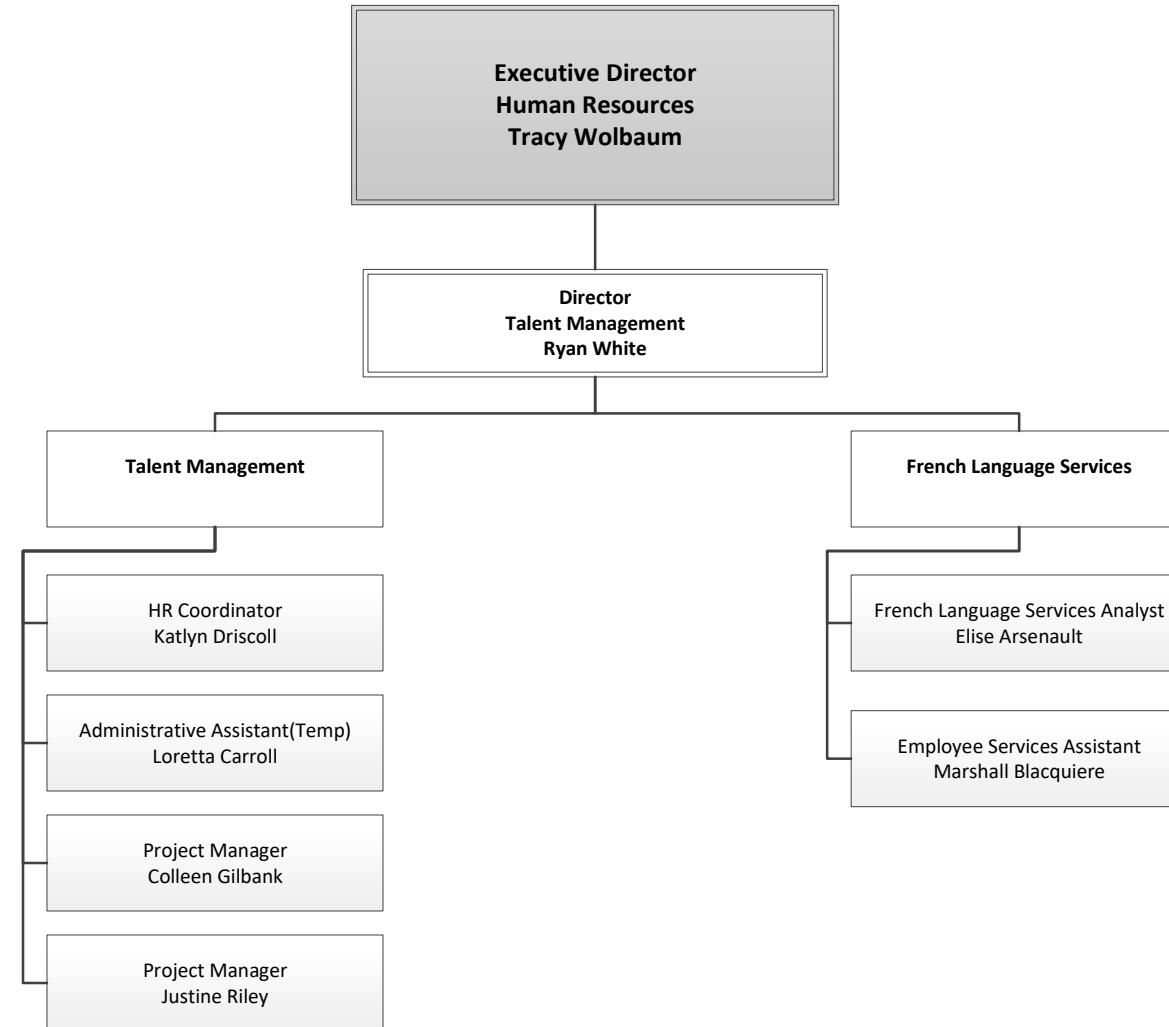 Executive Director
Human Resources
Tracy Wolbaum
Director
Talent Management
Ryan White
Talent Management
HR Coordinator
Katlyn Driscoll
Administrative Assistant(Temp)
Loretta Carroll
Project Manager
Colleen Gilbank
Project Manager
Justine Riley
French Language Services
French Language Services Analyst
Elise Arsenault
Employee Services Assistant
Marshall Blacquiere